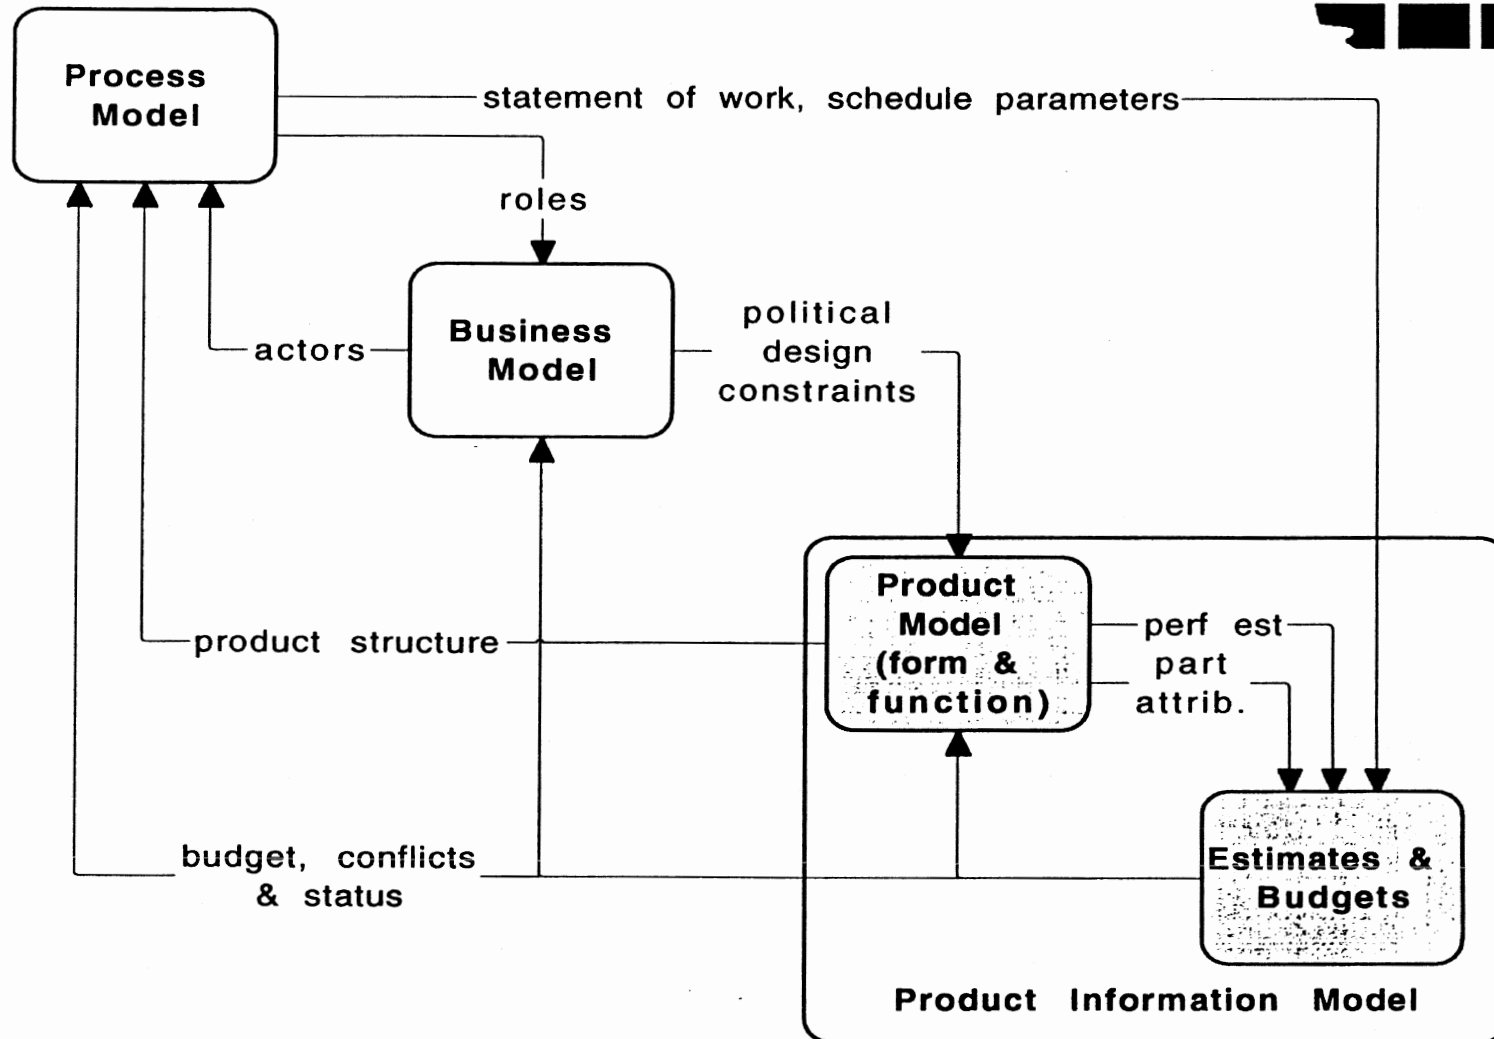 Process
Model
statement of work, schedule parameters
roles
actors
Business
Model
political
design
constraints
product structure
Product
Model
(form &
function)
perf est
part
attrib.
budget, conflicts
& status
Estimates &
Budgets
Product Information Model